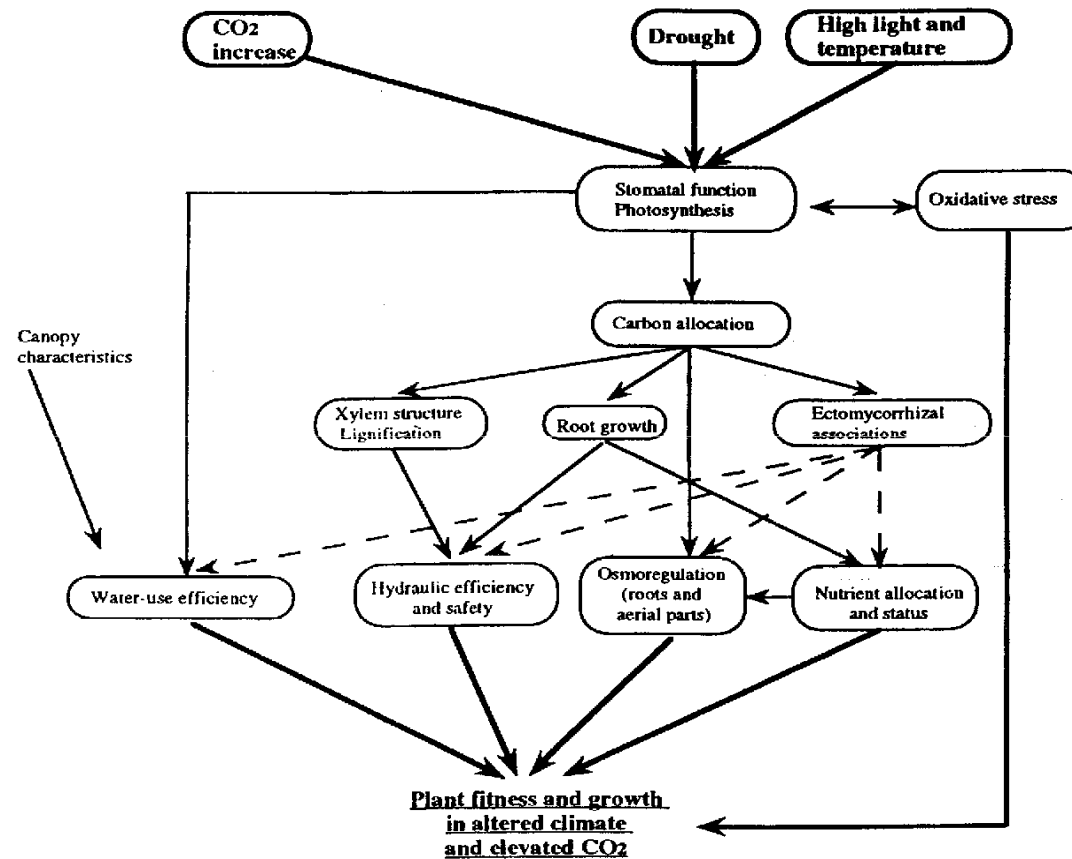 CO2
increase
Drought
High light and
temperature
Stomatal function
Photosynthesis
Oxidative stress
Carbon allocation
Canopy
characteristics
Xylem structure
Lignification
Root growth
Ectomycorrhizal
associations
Water-use efficiency
Hydraulic efficiency
and safety
Osmoregulation
(roots and
aerial parts)
Nutrient allocation
and status
Plant fitness and growth
in altered climate
and elevated CO2